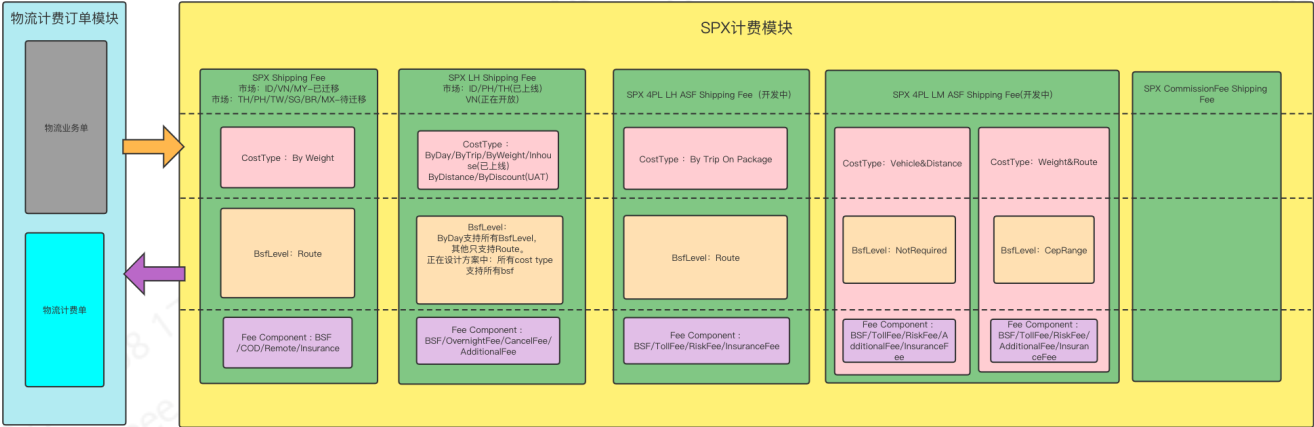 物流计费订单模块
物流业务单
物流计费单
SPX计费模块
SPX Shipping Fee
市场：ID/VN/MY-已迁移
市场：TH/PH/TW/SG/BR/MX-待迁移
CostType： By Weight
BsfLevel：Route
Fee Component：BSF
/COD/Remote/Insurance
SPX LH Shipping Fee
市场：ID/PH/TH(已上线)
VN(正在开放)
CostType：
ByDay/ByTrip/ByWeight/Inhou
se(已上线)
ByDistance/ByDiscount(UAT)
BsfLevel：
ByDay支持所有BsfLevel,
其他只支持Route。
正在设计方案中：所有cost type
支持所有bsf
Fee Component：
BSF/OvernightFee/CancelFee/
AdditionalFee
SPX 4PL LH ASF Shipping Fee（开发中）
CostType：By Trip On Package
BsfLevel：Route
Fee Component：
BSF/TollFee/RiskFee/InsuranceFee
SPX 4PL LM ASF Shipping Fee(开发中)
CostType：Vehicle&Distance
BsfLevel：NotRequired
Fee Component：
BSF/TollFee/RiskFee/A
dditionalFee/InsuranceF
ee
CostType：Weight&Route
BsfLevel：CepRange
Fee Component：
BSF/TollFee/RiskFee/
AdditionalFee/Insuran
ceFee
SPX CommissionFee Shipping
Fee